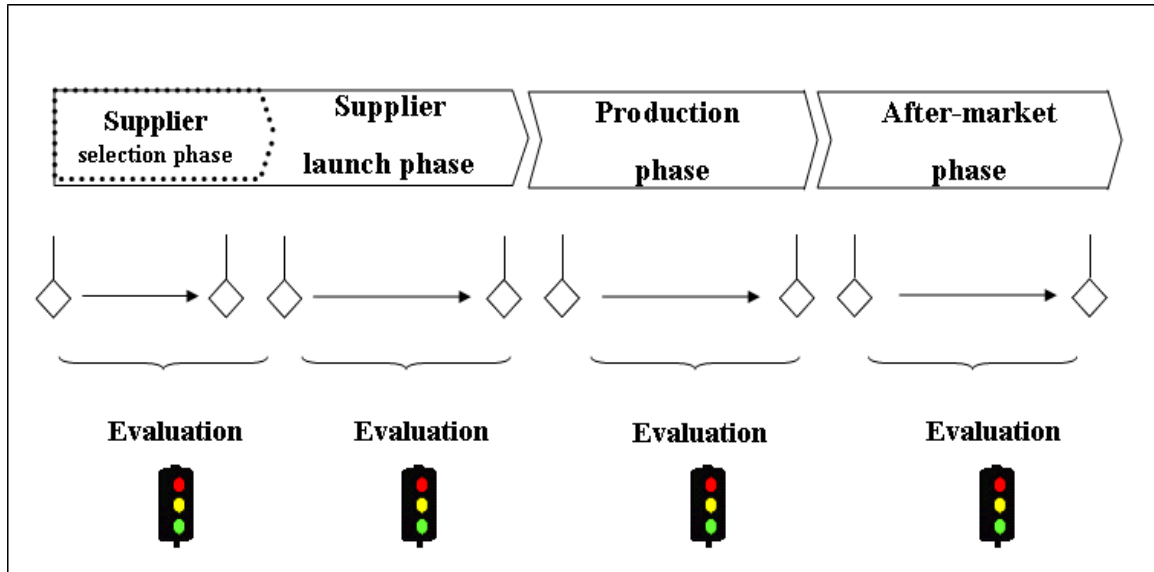 Supplier
selection phase
Supplier
launch phase
Production
phase
After-market
phase
Evaluation
Evaluation
Evaluation
Evaluation